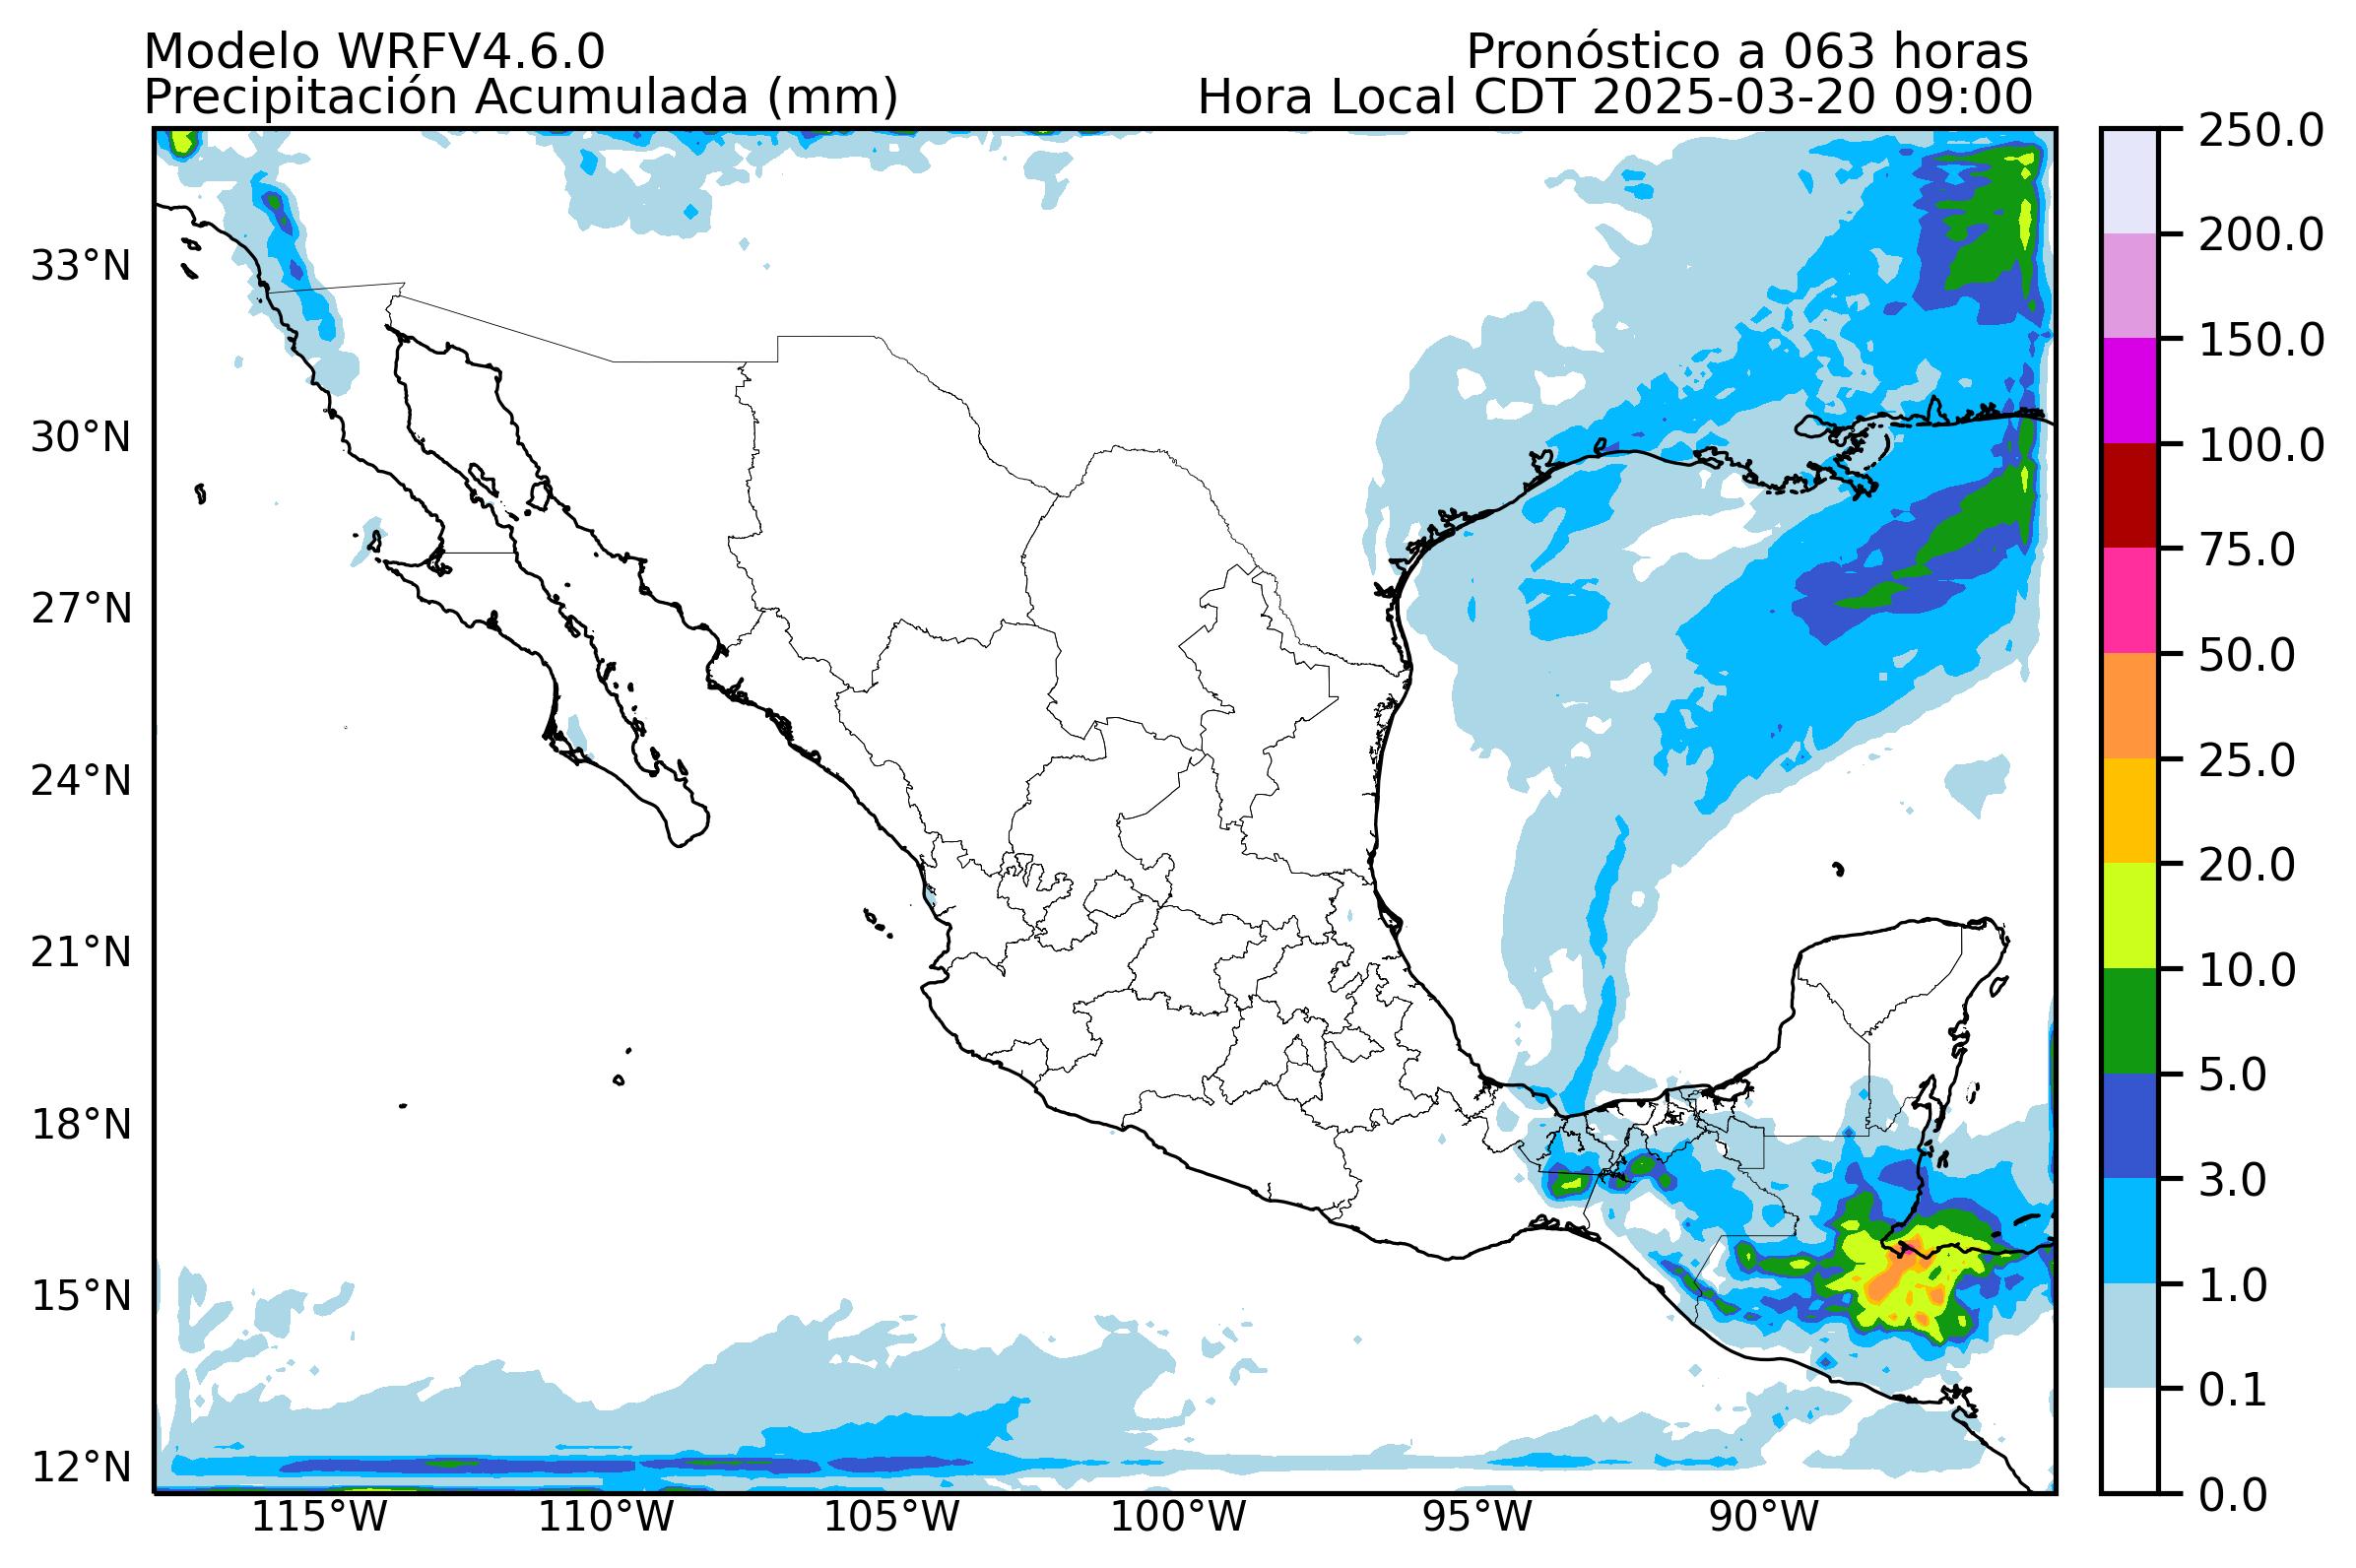 Modelo WRFV4.6.0
Pronóstico a 063 horas
Precipitación Acumulada (mm)
Hora Local CDT 2025-03-20 09:00
33°N
30°N
27°N
24°N
21°N
18°N
15°N
12°N
115°W
110°W
105°W
100°W
95°W
90°W
250.0
200.0
150.0
100.0
75.0
50.0
25.0
20.0
10.0
5.0
3.0
1.0
0.1
0.0